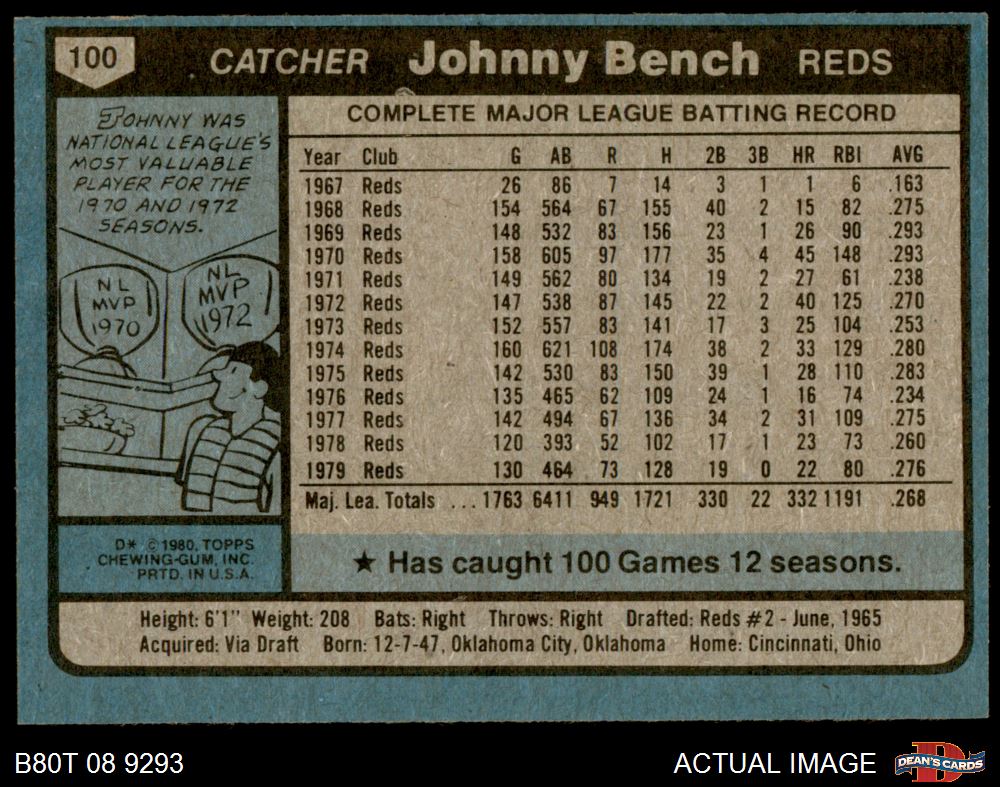 100 CATCHER Johnny Bench REDS
JOHNNY WAS
NATIONAL LEAGUE'S
MOST VALUABLE
PLAYER FOR THE
1970 AND 1972
SEASONS.
NL
MVP
1970
NL
MVP
1972
D* © 1980, TOPPS
CHEWING-GUM, INC.
PRTD. IN U.S.A.
COMPLETE MAJOR LEAGUE BATTING RECORD
Year Club G AB R H 2B 3B HR RBI AVG
1967 Reds 26 86 7 14 3 1 1 6 .163
1968 Reds 154 564 67 155 40 2 15 82 .275
1969 Reds 148 532 83 156 23 1 26 90 .293
1970 Reds 158 605 97 177 35 4 45 148 .293
1971 Reds 149 562 80 134 19 2 27 61 .238
1972 Reds 147 538 87 145 22 2 40 125 .270
1973 Reds 152 557 83 141 17 3 25 104 .253
1974 Reds 160 621 108 174 38 2 33 129 .280
1975 Reds 142 530 83 150 39 1 28 110 .283
1976 Reds 135 465 62 109 24 1 16 74 .234
1977 Reds 142 494 67 136 34 2 31 109 .275
1978 Reds 120 393 52 102 17 1 23 73 .260
1979 Reds 130 464 73 128 19 0 22 80 .276
Maj. Lea. Totals ... 1763 6411 949 1721 330 22 332 1191 .268
★ Has caught 100 Games 12 seasons.
Height: 6'1" Weight: 208 Bats: Right Throws: Right Drafted: Reds #2 - June, 1965
Acquired: Via Draft Born: 12-7-47, Oklahoma City, Oklahoma Home: Cincinnati, Ohio
B80T 08 9293 ACTUAL IMAGE
DEAN'S CARDS